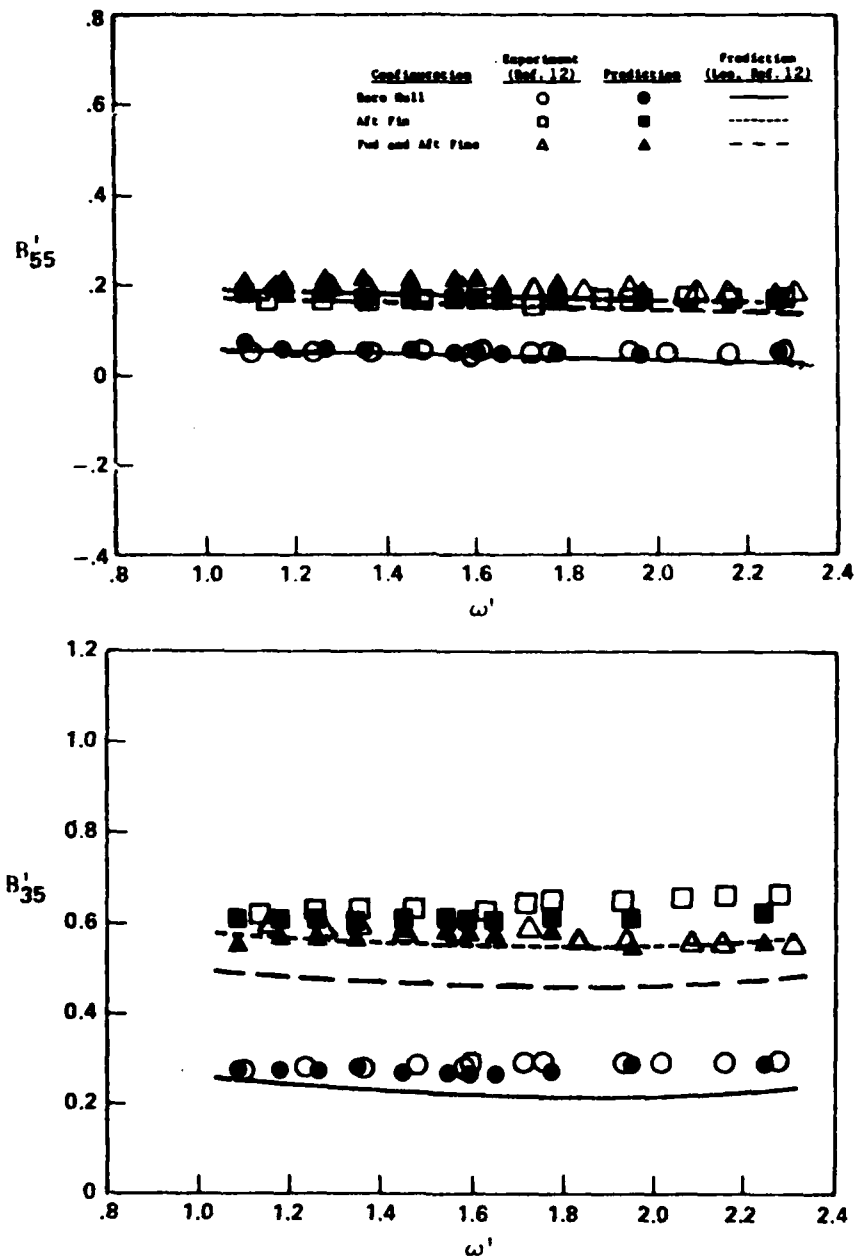 .8
Experiment Prediction
Configuration (Ref. 12) Prediction (Lee, Ref. 12)
Bare Hull
Aft Fin
Fwd and Aft Fins
.6
.4
B'55
.2
0
-.2
-.4
.8 1.0 1.2 1.4 1.6 1.8 2.0 2.2 2.4
ω'
1.2
1.0
0.8
B'35
0.6
0.4
0.2
0
.8 1.0 1.2 1.4 1.6 1.8 2.0 2.2 2.4
ω'